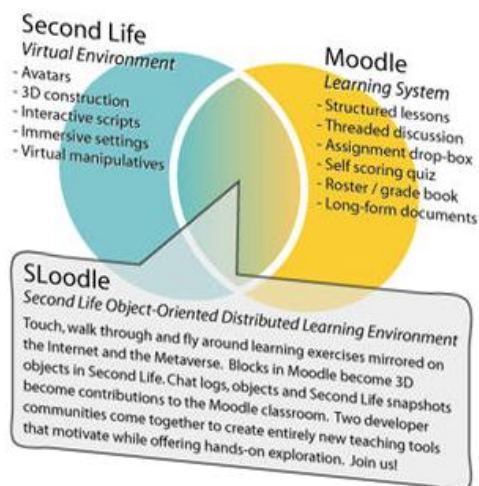 Second Life
Virtual Environment
- Avatars
- 3D construction
- Interactive scripts
- Immersive settings
- Virtual manipulatives
Moodle
Learning System
- Structured lessons
- Threaded discussion
- Assignment drop-box
- Self scoring quiz
- Roster / grade book
- Long-form documents
SLoodle
Second Life Object-Oriented Distributed Learning Environment
Touch, walk through and fly around learning exercises mirrored on
the Internet and the Metaverse. Blocks in Moodle become 3D
objects in Second Life. Chat logs, objects and Second Life snapshots
become contributions to the Moodle classroom. Two developer
communities come together to create entirely new teaching tools
that motivate while offering hands-on exploration. Join us!